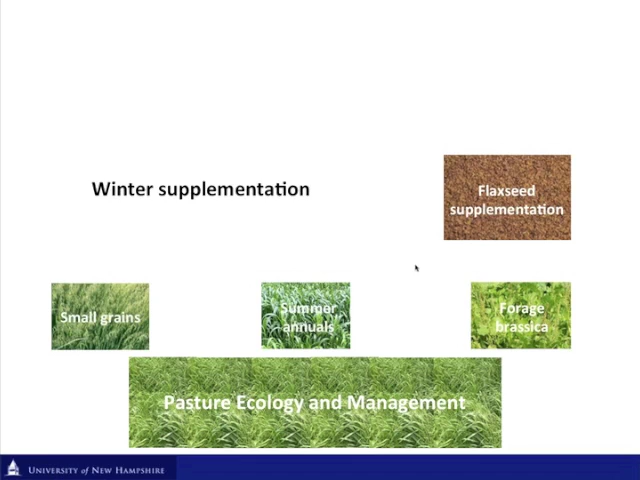 Winter supplementation
Flaxseed
supplementation
Small grains
Summer
annuals
Forage
brassica
Pasture Ecology and Management
UNIVERSITY of NEW HAMPSHIRE